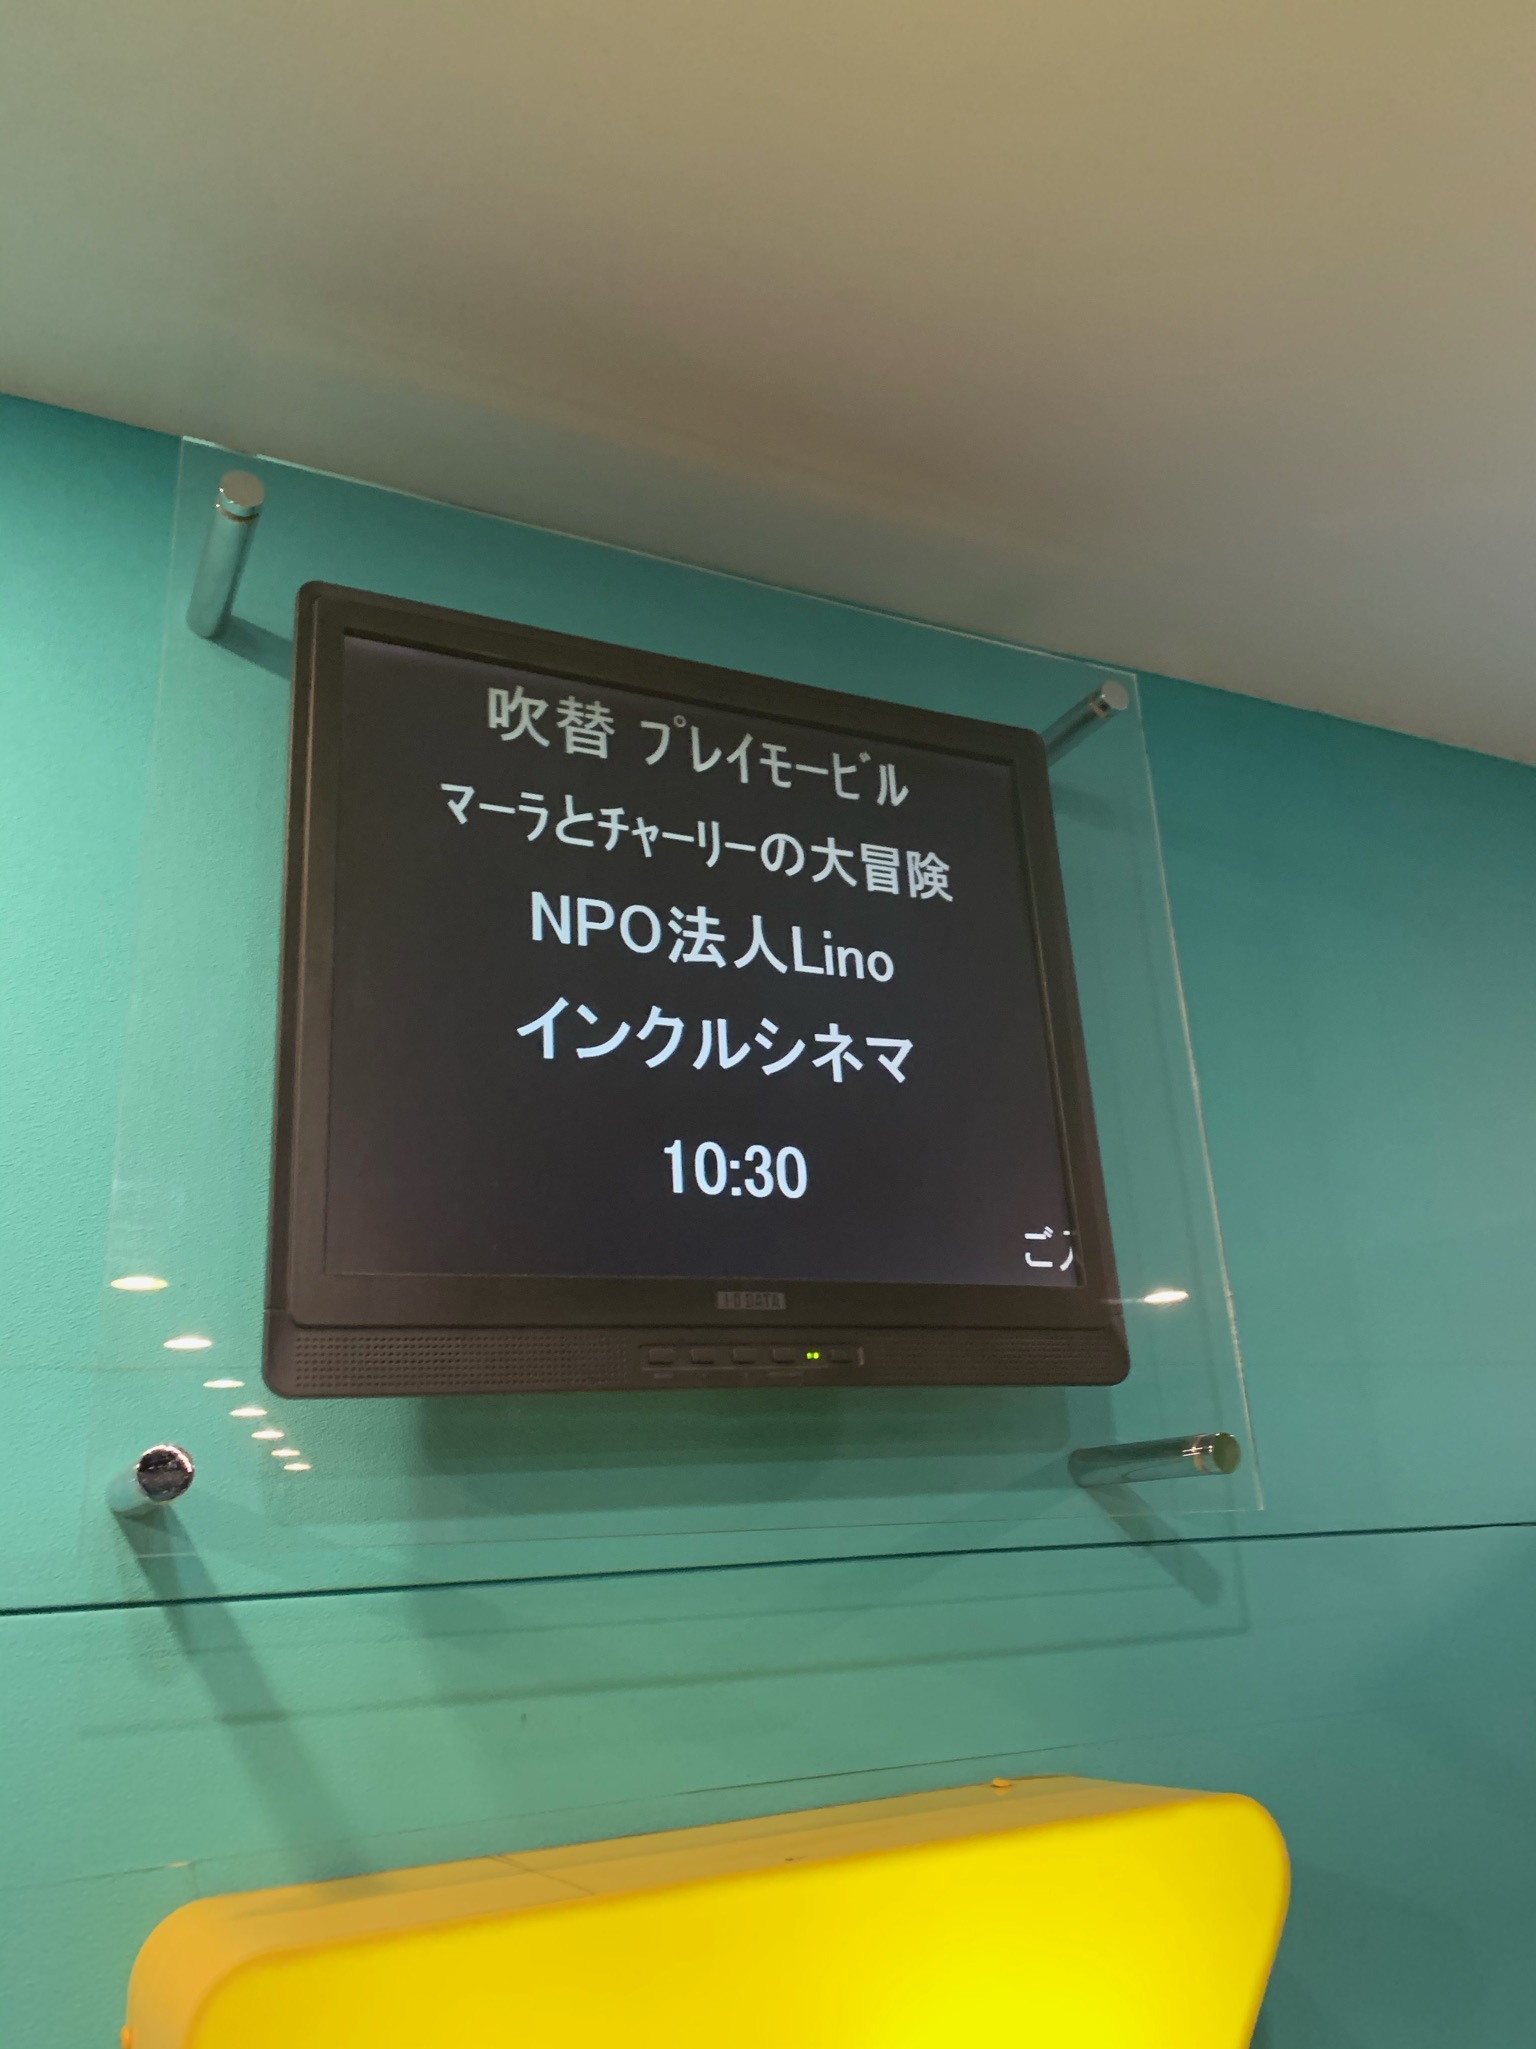 吹替 プレイモービル
マーラとチャーリーの大冒険
NPO法人Lino
インクルシネマ
10:30
ご
I O DATA